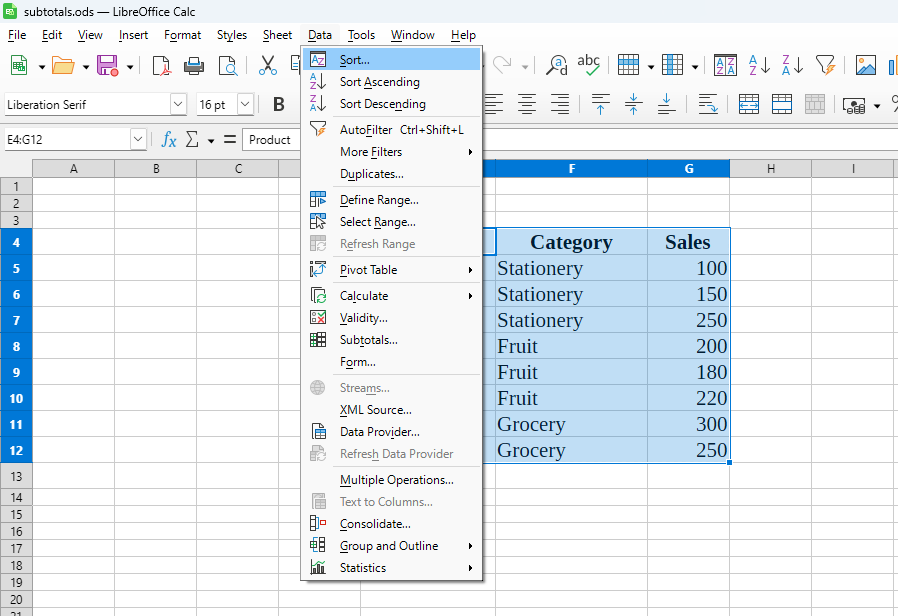 subtotals.ods — LibreOffice Calc
File Edit View Insert Format Styles Sheet Data Tools Window Help
Liberation Serif 16 pt B
E4:G12 fx Σ = Product
Sort...
Sort Ascending
Sort Descending
AutoFilter Ctrl+Shift+L
More Filters
Duplicates...
Define Range...
Select Range...
Refresh Range
Pivot Table
Calculate
Validity...
Subtotals...
Form...
Streams...
XML Source...
Data Provider...
Refresh Data Provider
Multiple Operations...
Text to Columns...
Consolidate...
Group and Outline
Statistics
A B C F G H I
1
2
3
4 Category Sales
5 Stationery 100
6 Stationery 150
7 Stationery 250
8 Fruit 200
9 Fruit 180
10 Fruit 220
11 Grocery 300
12 Grocery 250
13
14
15
16
17
18
19
20
21